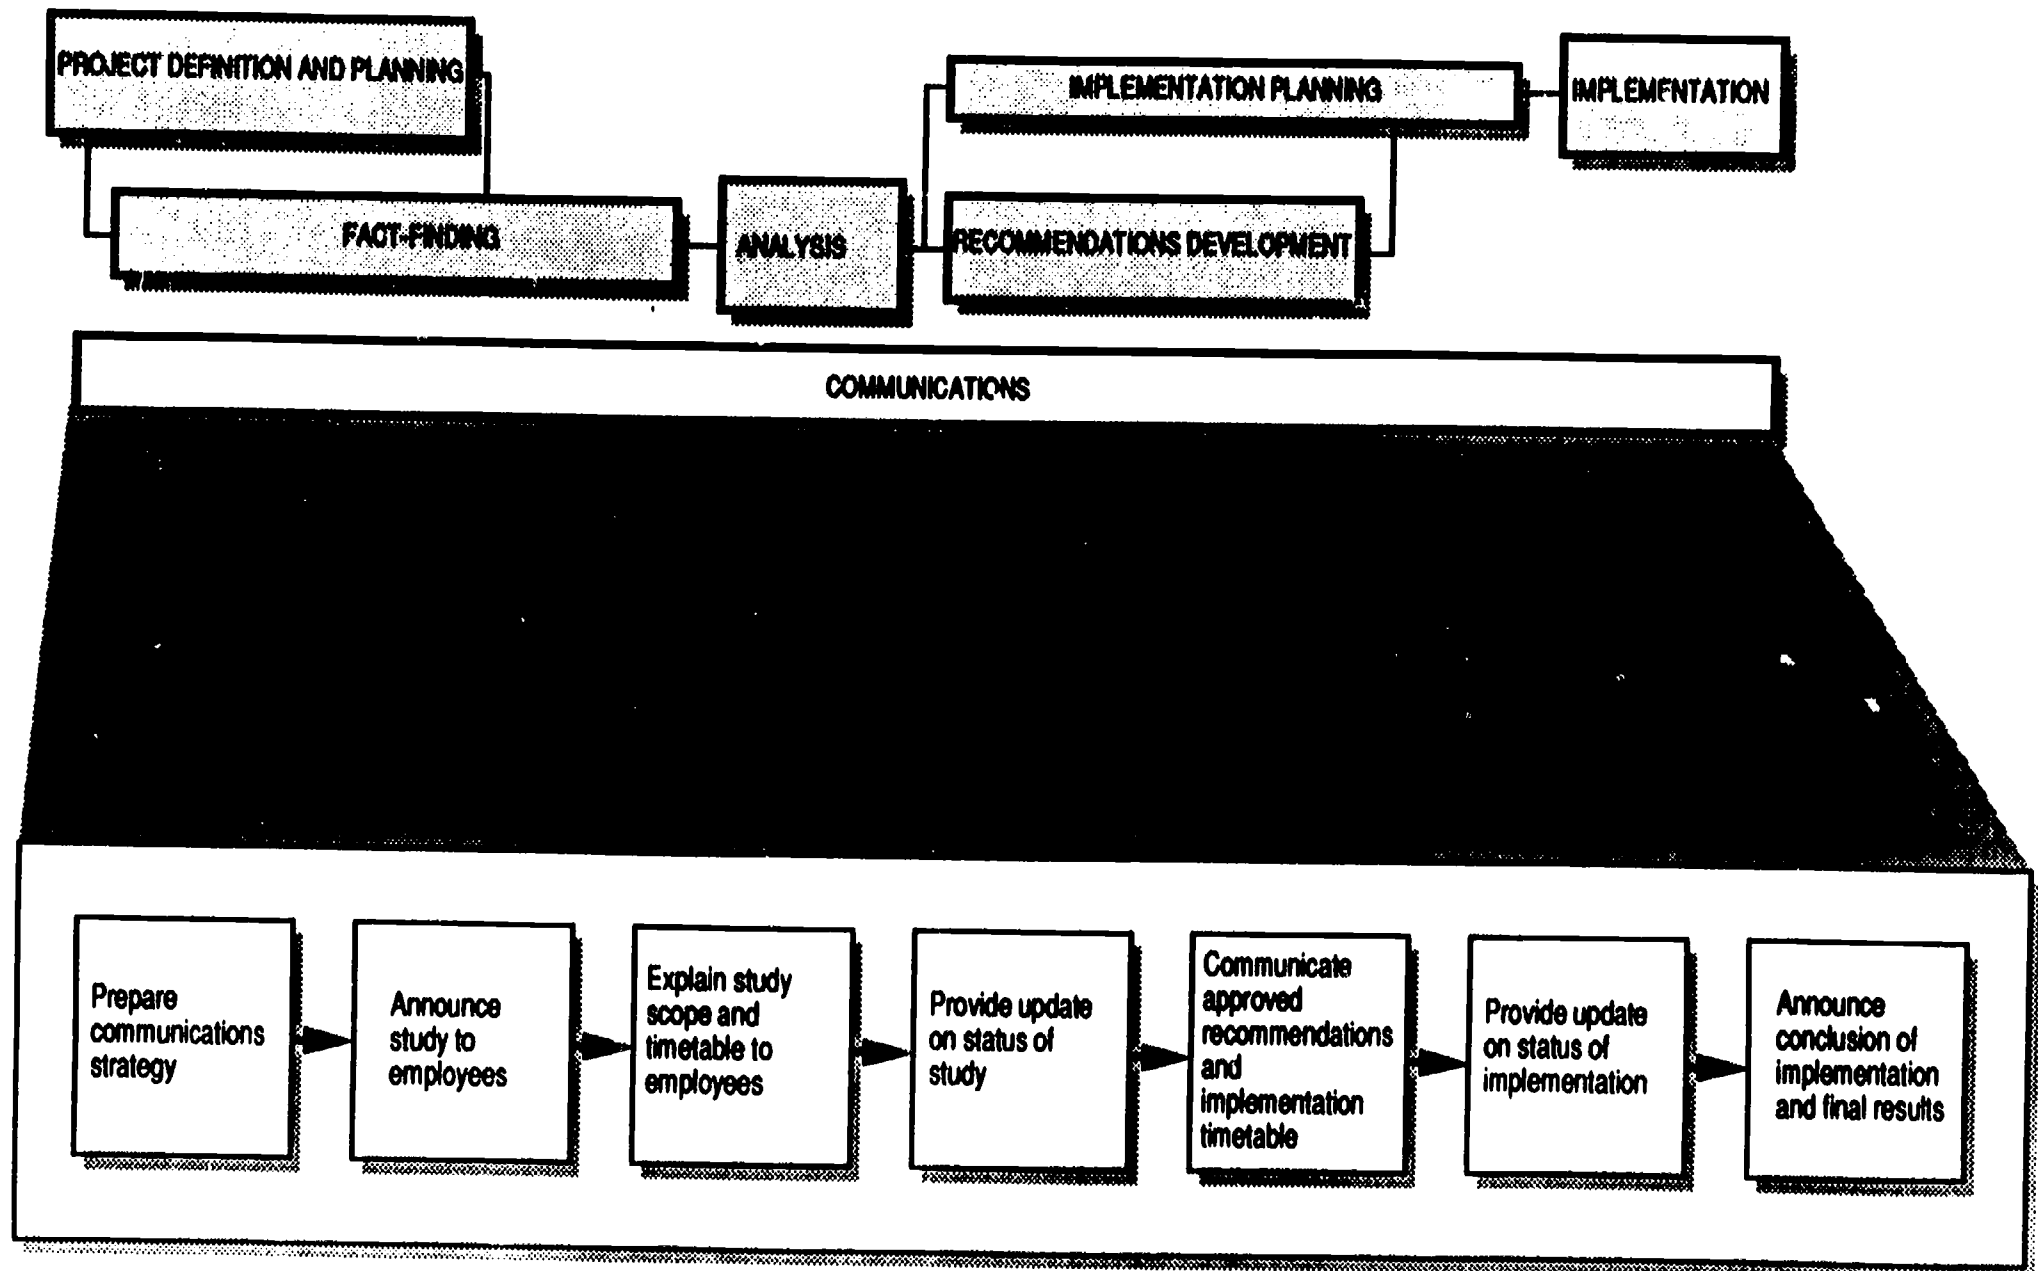 PROJECT DEFINITION AND PLANNING
IMPLEMENTATION PLANNING
IMPLEMENTATION
FACT-FINDING
ANALYSIS
RECOMMENDATIONS DEVELOPMENT
COMMUNICATIONS
Prepare
communications
strategy
Announce
study to
employees
Explain study
scope and
timetable to
employees
Provide update
on status of
study
Communicate
approved
recommendations
and
implementation
timetable
Provide update
on status of
implementation
Announce
conclusion of
implementation
and final results